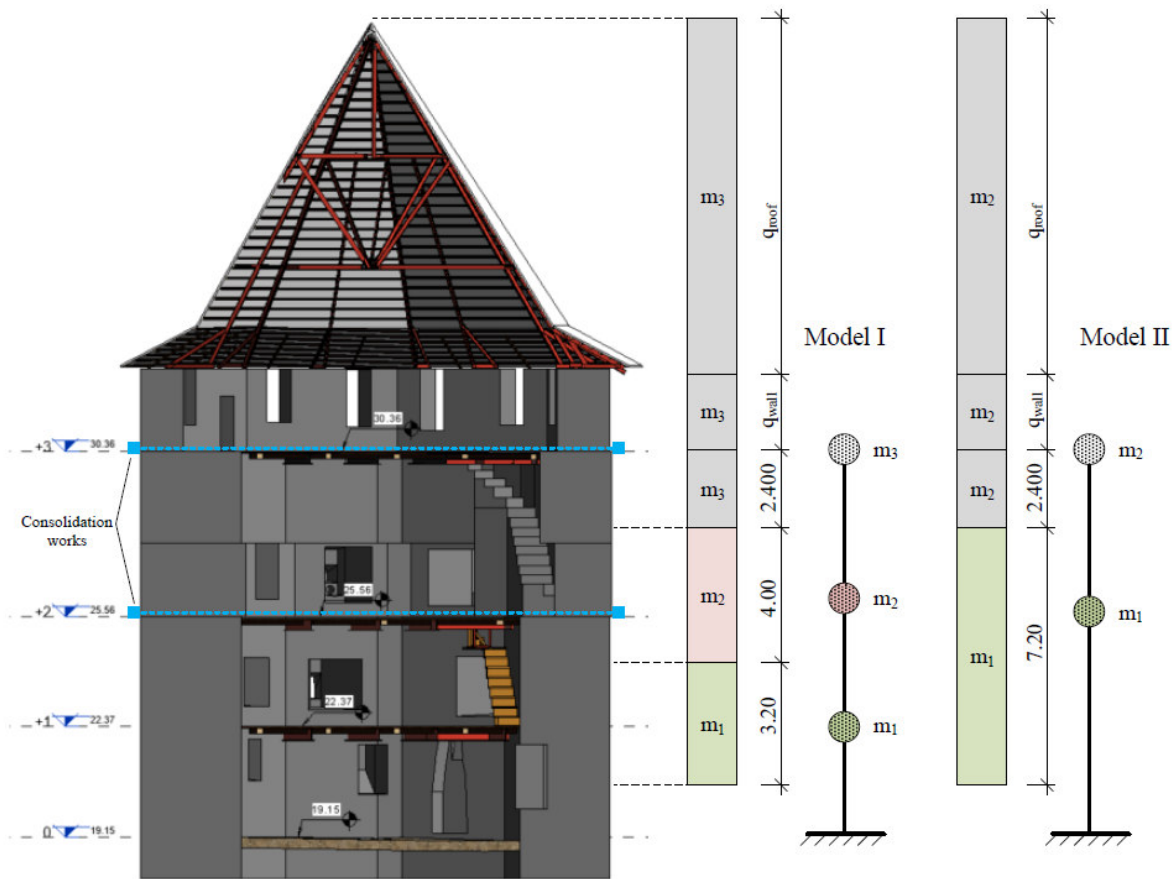 m₃
qroof
m₂
qroof
Model I
Model II
m₃
qwall
m₂
qwall
30.36
+3
30.36
m₃
m₂
m₃
2.400
m₂
2.400
Consolidation
works
m₂
4.00
m₂
m₁
7.20
m₁
25.56
+2
25.56
22.37
m₁
3.20
m₁
+1
22.37
19.15
0
19.15